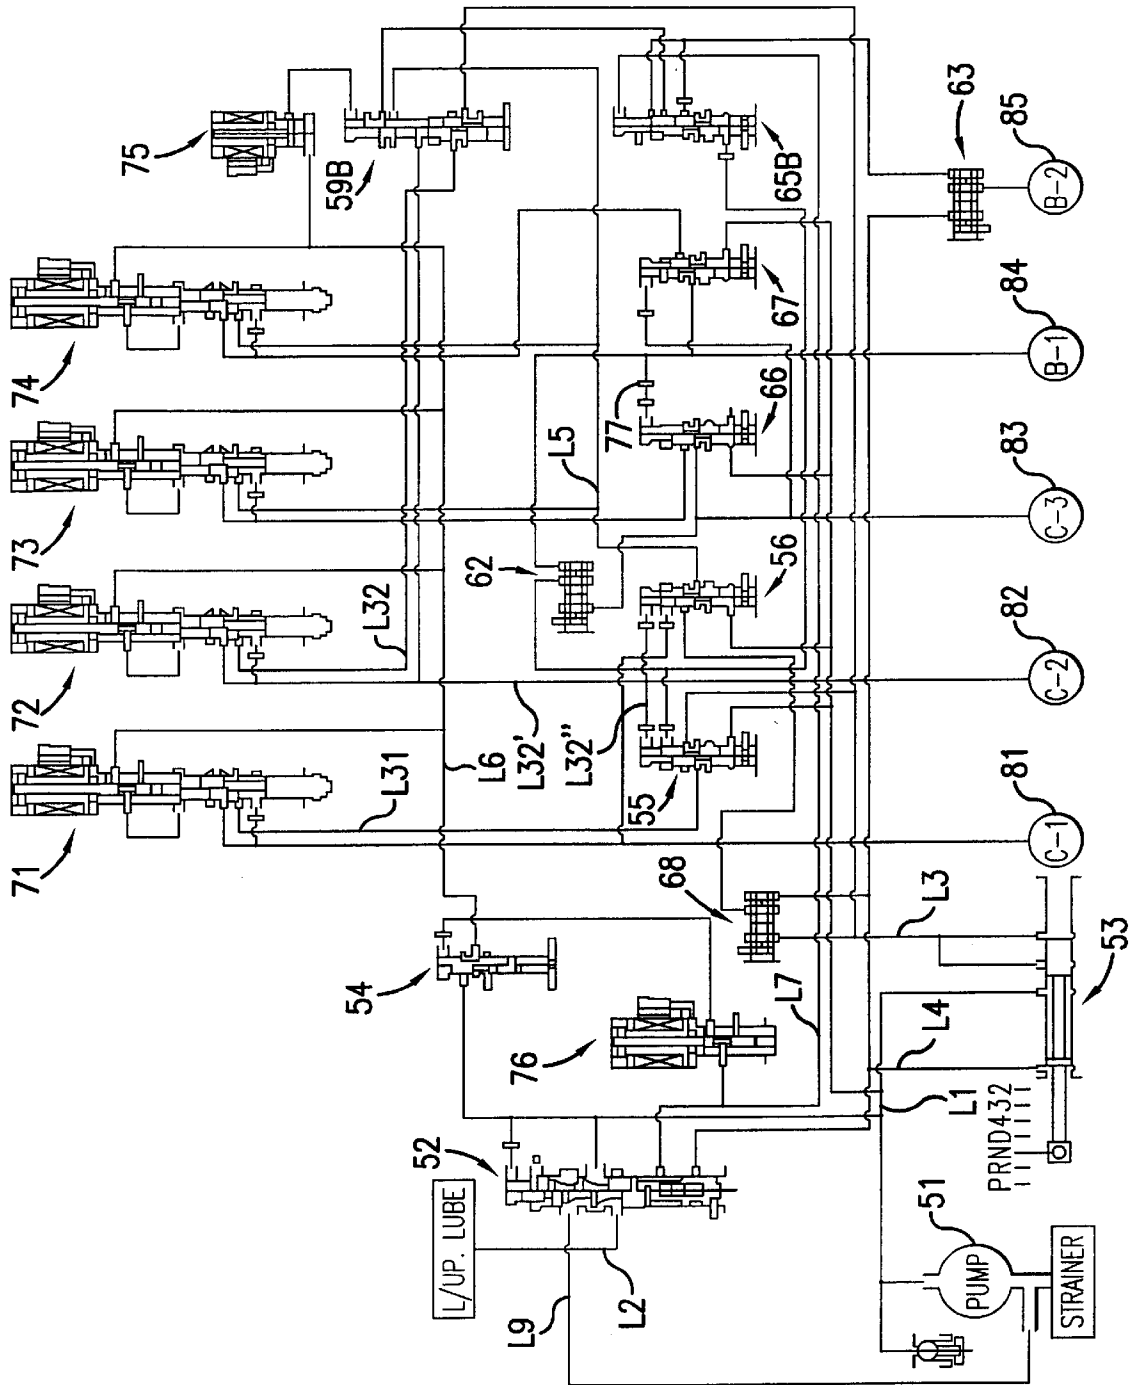 75
59B
65B
63
85
B-2
74
67
84
B-1
77
66
73
L5
83
C-3
62
56
72
L32
82
C-2
L6
L32'
L32"
71
L31
55
81
C-1
68
L3
54
53
76
L7
L4
L1
PRND432
52
L/UP. LUBE
51
PUMP
STRAINER
L2
L9